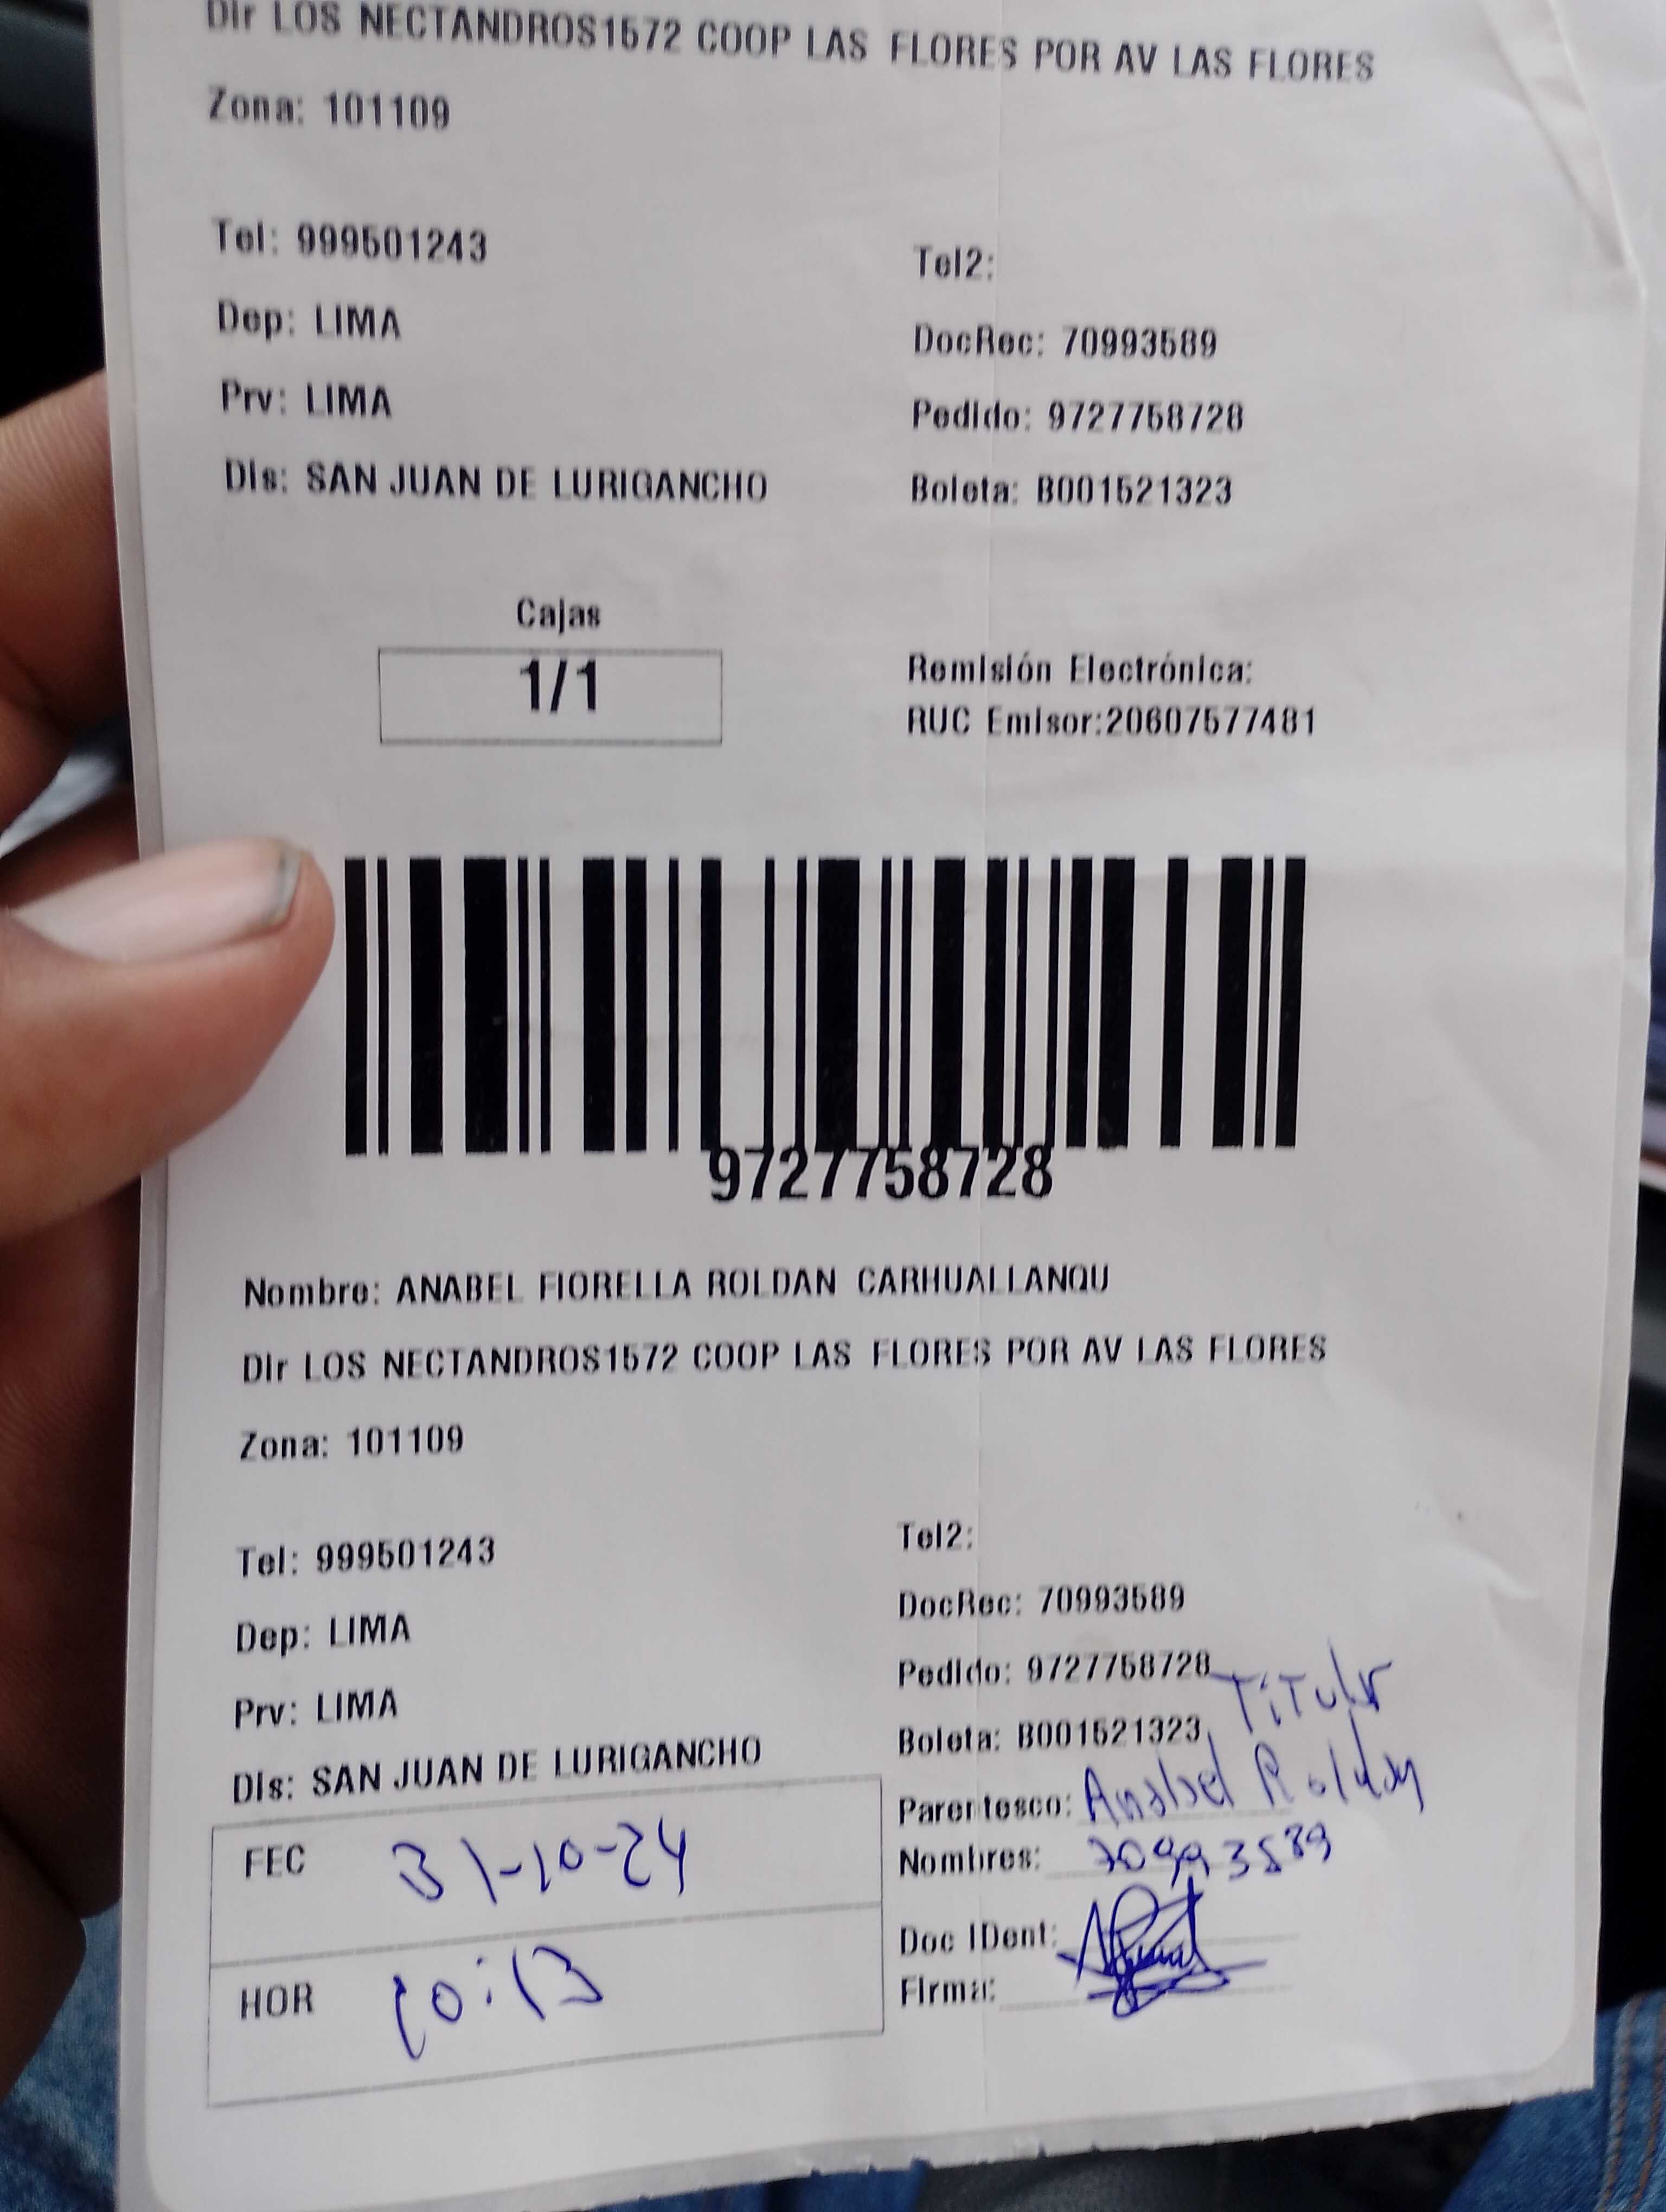 Dir LOS NECTANDROS1572 COOP LAS FLORES POR AV LAS FLORES
Zona: 101109
Tel: 999501243
Tel2:
Dep: LIMA
DocRec: 70993589
Prv: LIMA
Pedido: 9727758728
Dis: SAN JUAN DE LURIGANCHO
Boleta: B001521323
Cajas
1/1
Remisión Electrónica:
RUC Emisor:20607577481
9727758728
Nombre: ANABEL FIORELLA ROLDAN CARHUALLANQU
Dir LOS NECTANDROS1572 COOP LAS FLORES POR AV LAS FLORES
Zona: 101109
Tel: 999501243
Tel2:
Dep: LIMA
DocRec: 70993589
Prv: LIMA
Pedido: 9727758728
Titular
Dis: SAN JUAN DE LURIGANCHO
Boleta: B001521323
Parentesco: Anabel Roldan
FEC 31-10-24
Nombres: 70993589
Doc IDent:
HOR 10:13
Firma: